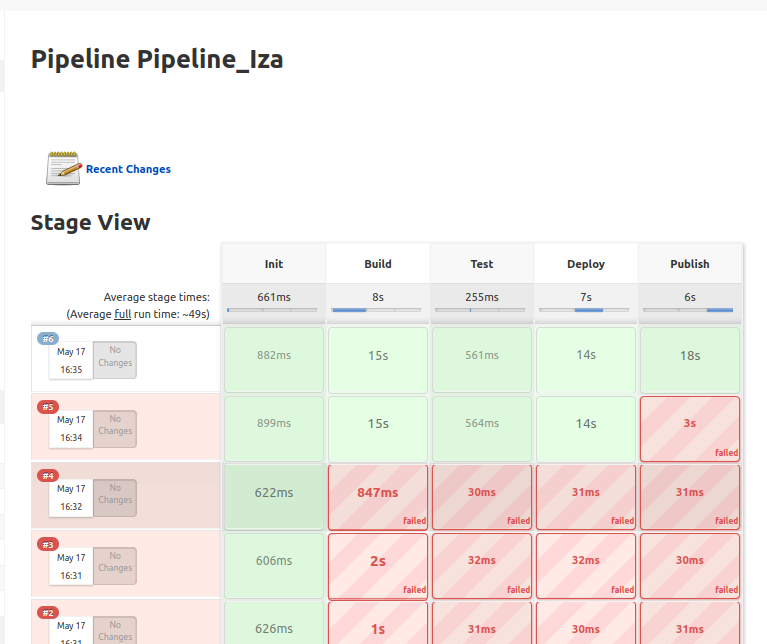 Pipeline Pipeline_Iza
Recent Changes
Stage View
Init Build Test Deploy Publish
Average stage times: 661ms 8s 255ms 7s 6s
(Average full run time: ~49s)
#6
May 17 16:35 No Changes 882ms 15s 561ms 14s 18s
#5
May 17 16:34 No Changes 899ms 15s 564ms 14s 3s failed
#4
May 17 16:32 No Changes 622ms 847ms failed 30ms failed 31ms failed 31ms failed
#3
May 17 16:31 No Changes 606ms 2s failed 32ms failed 32ms failed 30ms failed
#2
May 17 16:31 No Changes 626ms 1s 31ms 30ms 31ms